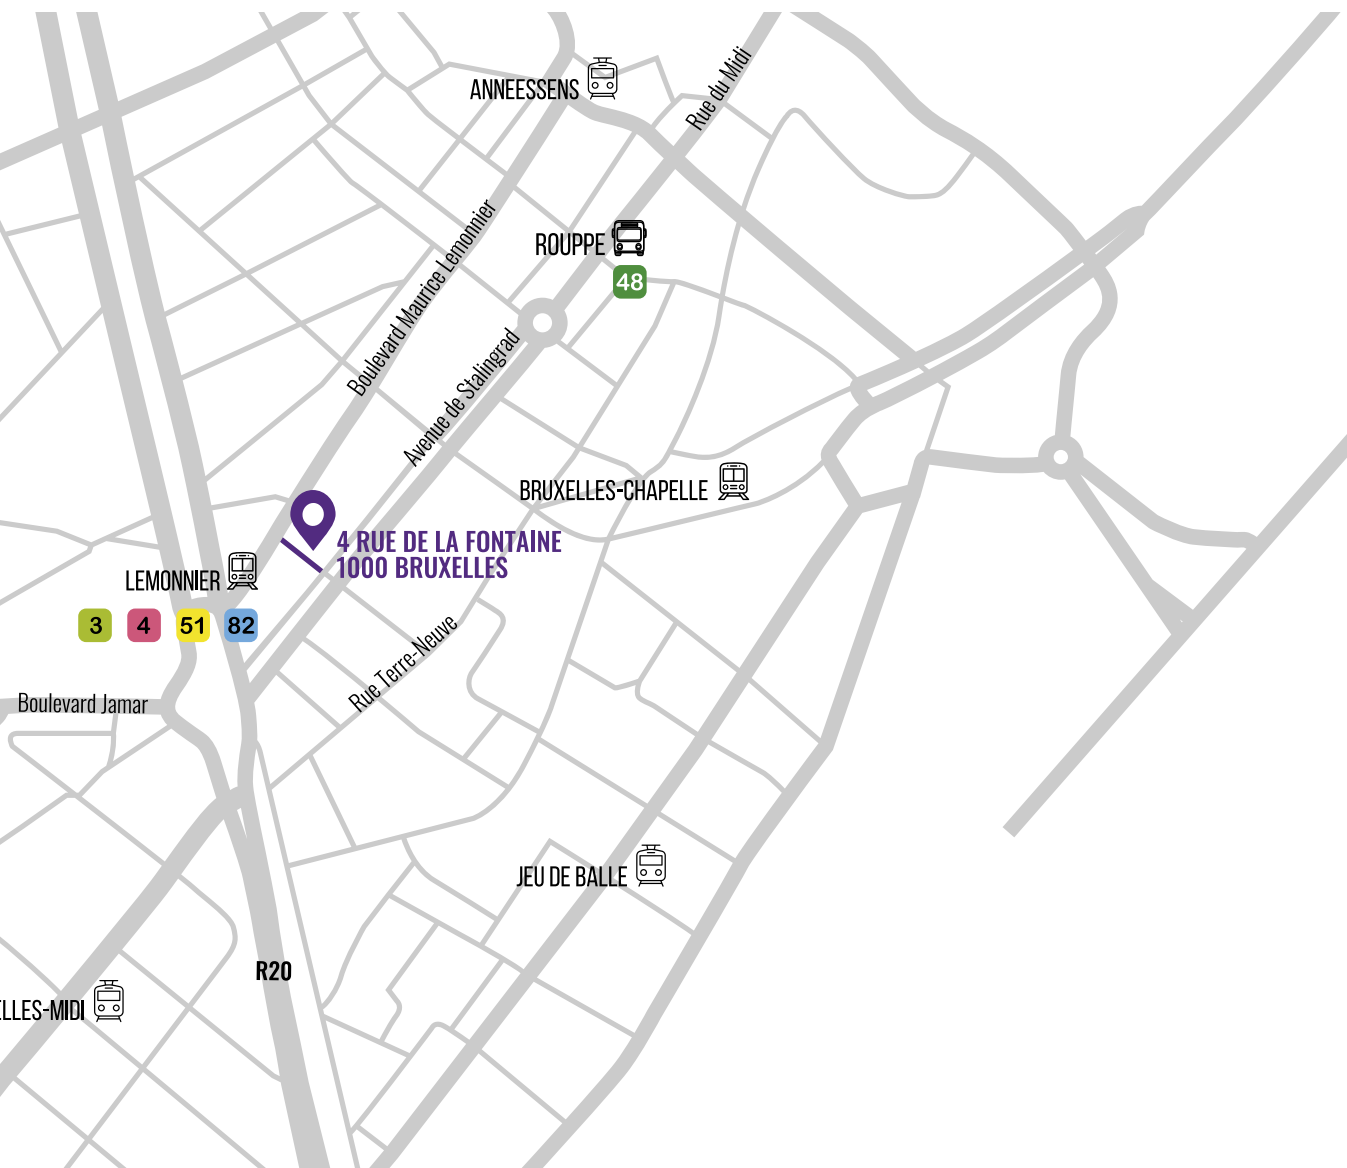 ANNEESSENS
Rue du Midi
ROUPPE
48
Boulevard Maurice Lemonnier
Avenue de Stalingrad
BRUXELLES-CHAPELLE
4 RUE DE LA FONTAINE
1000 BRUXELLES
LEMONNIER
3 4 51 82
Rue Terre-Neuve
Boulevard Jamar
JEU DE BALLE
R20
ELLES-MIDI